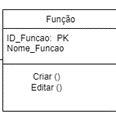 Função
ID_Funcao: PK
Nome_Funcao
Criar ()
Editar ()